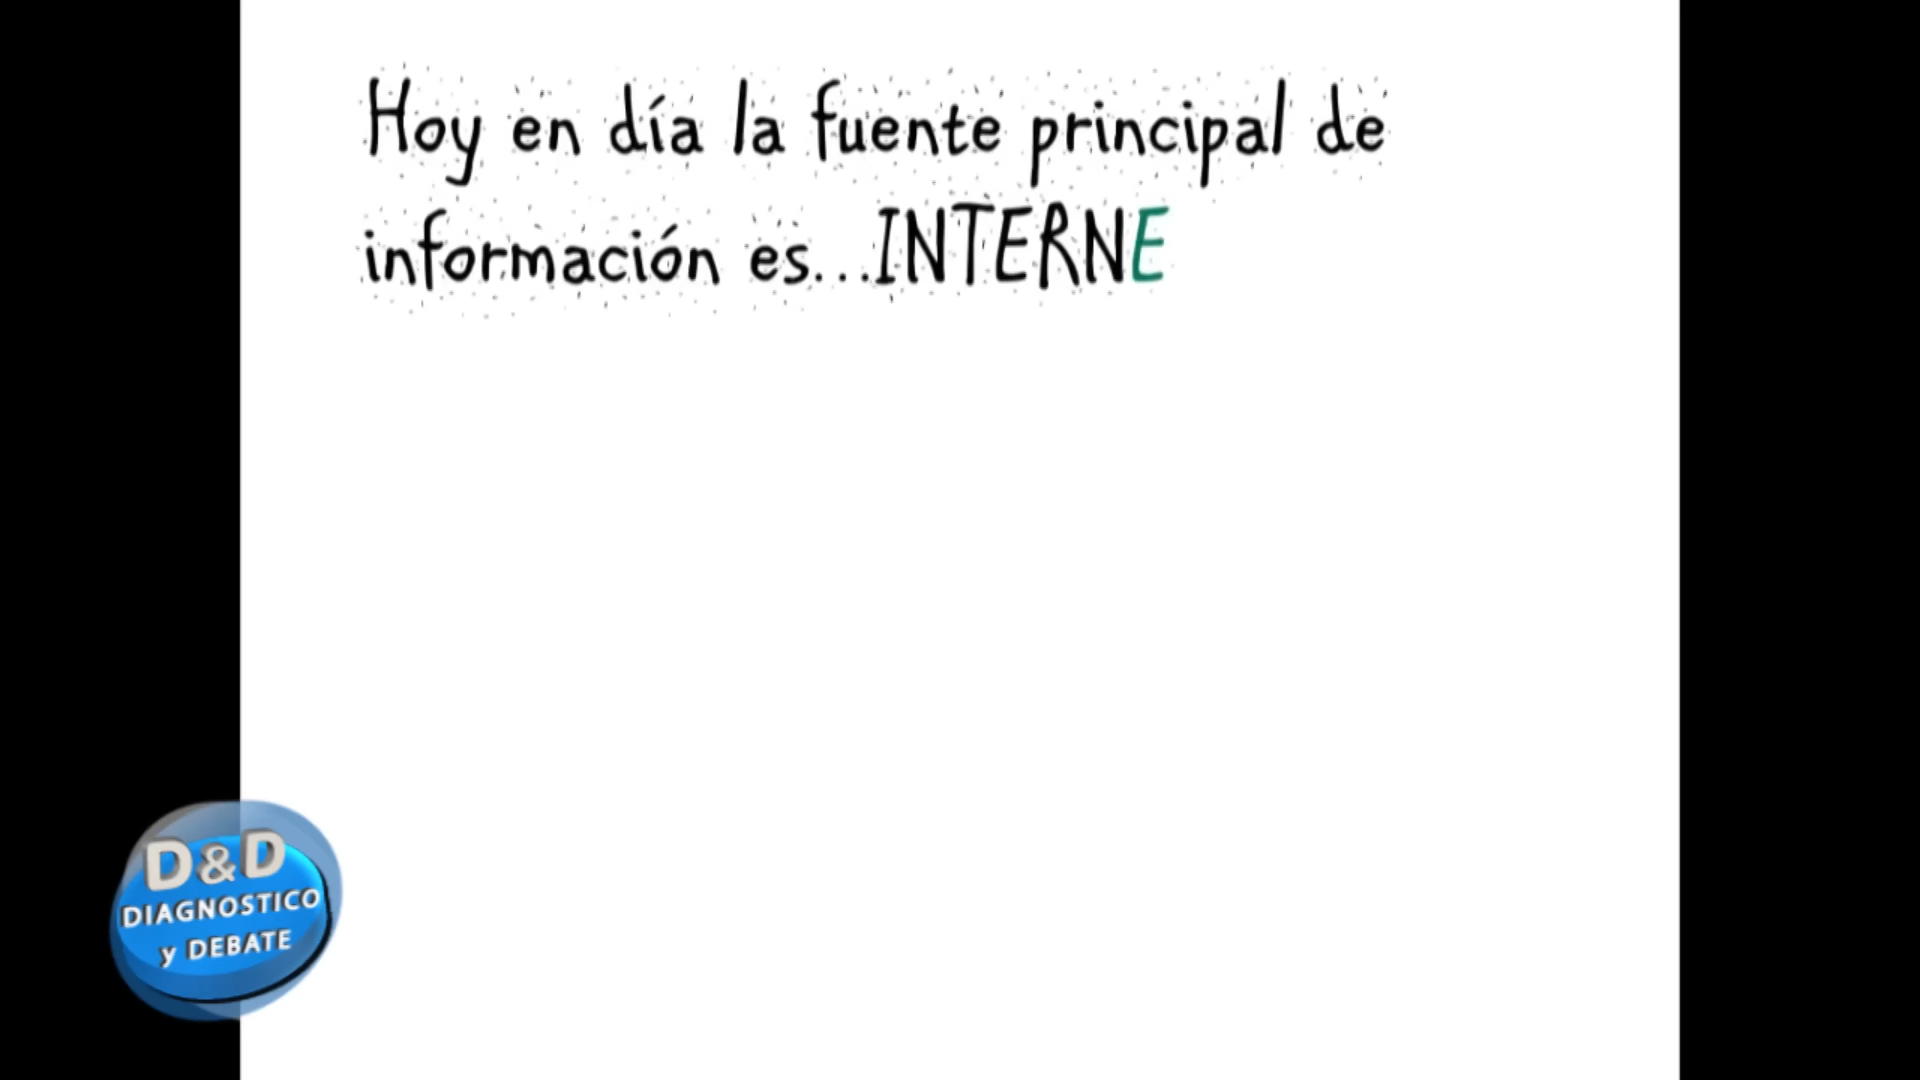 Hoy en día la fuente principal de
información es...INTERNE
D&D
DIAGNOSTICO
y DEBATE